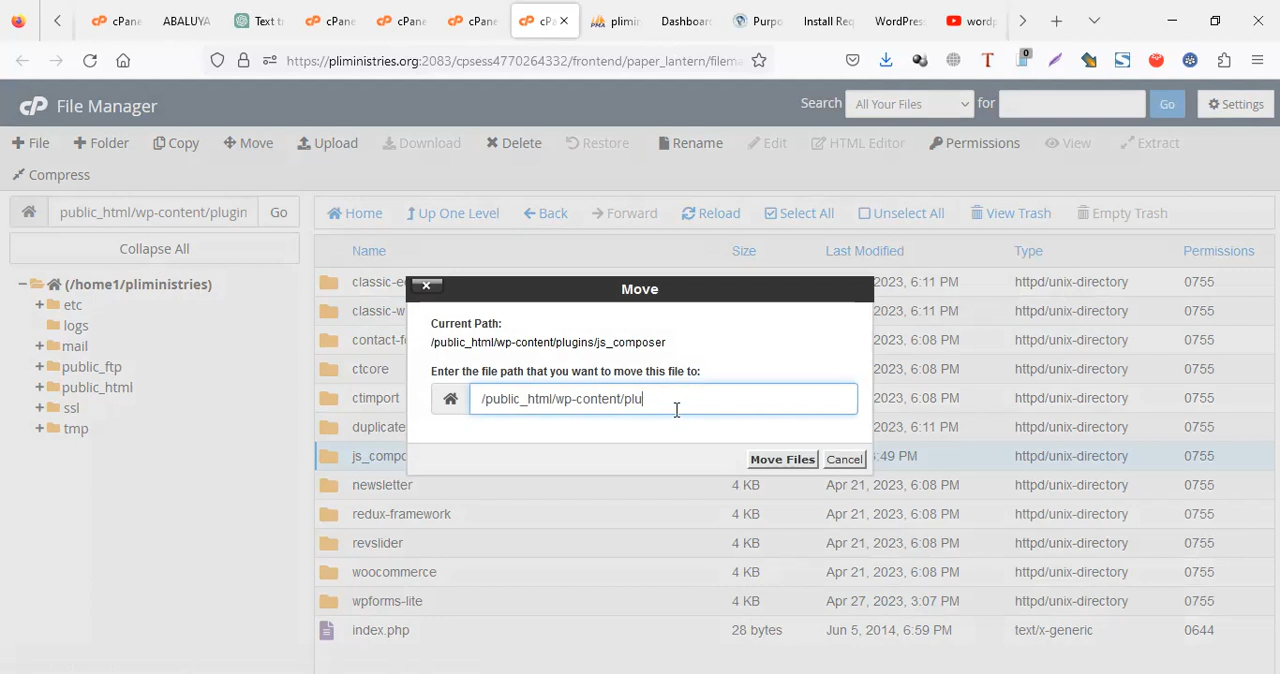 cPane
ABALUYA
Text tr
cPane
cPane
cPane
cPa
plimin
Dashboar
Purpo
Install Req
WordPress
wordp
https://pliministries.org:2083/cpsess4770264332/frontend/paper_lantern/filema
cP File Manager
Search All Your Files for Go Settings
File Folder Copy Move Upload Download Delete Restore Rename Edit HTML Editor Permissions View Extract
Compress
public_html/wp-content/plugin Go
Home Up One Level Back Forward Reload Select All Unselect All View Trash Empty Trash
Collapse All
(/home1/pliministries)
etc
logs
mail
public_ftp
public_html
ssl
tmp
Name Size Last Modified Type Permissions
classic-e 2023, 6:11 PM httpd/unix-directory 0755
classic-w 2023, 6:11 PM httpd/unix-directory 0755
contact-f 2023, 6:08 PM httpd/unix-directory 0755
ctcore 2023, 6:08 PM httpd/unix-directory 0755
ctimport 2023, 6:08 PM httpd/unix-directory 0755
duplicate 2023, 6:11 PM httpd/unix-directory 0755
js_compo :49 PM httpd/unix-directory 0755
newsletter 4 KB Apr 21, 2023, 6:08 PM httpd/unix-directory 0755
redux-framework 4 KB Apr 21, 2023, 6:08 PM httpd/unix-directory 0755
revslider 4 KB Apr 21, 2023, 6:08 PM httpd/unix-directory 0755
woocommerce 4 KB Apr 21, 2023, 6:08 PM httpd/unix-directory 0755
wpforms-lite 4 KB Apr 27, 2023, 3:07 PM httpd/unix-directory 0755
index.php 28 bytes Jun 5, 2014, 6:59 PM text/x-generic 0644
Move
Current Path:
/public_html/wp-content/plugins/js_composer
Enter the file path that you want to move this file to:
/public_html/wp-content/plu
Move Files Cancel